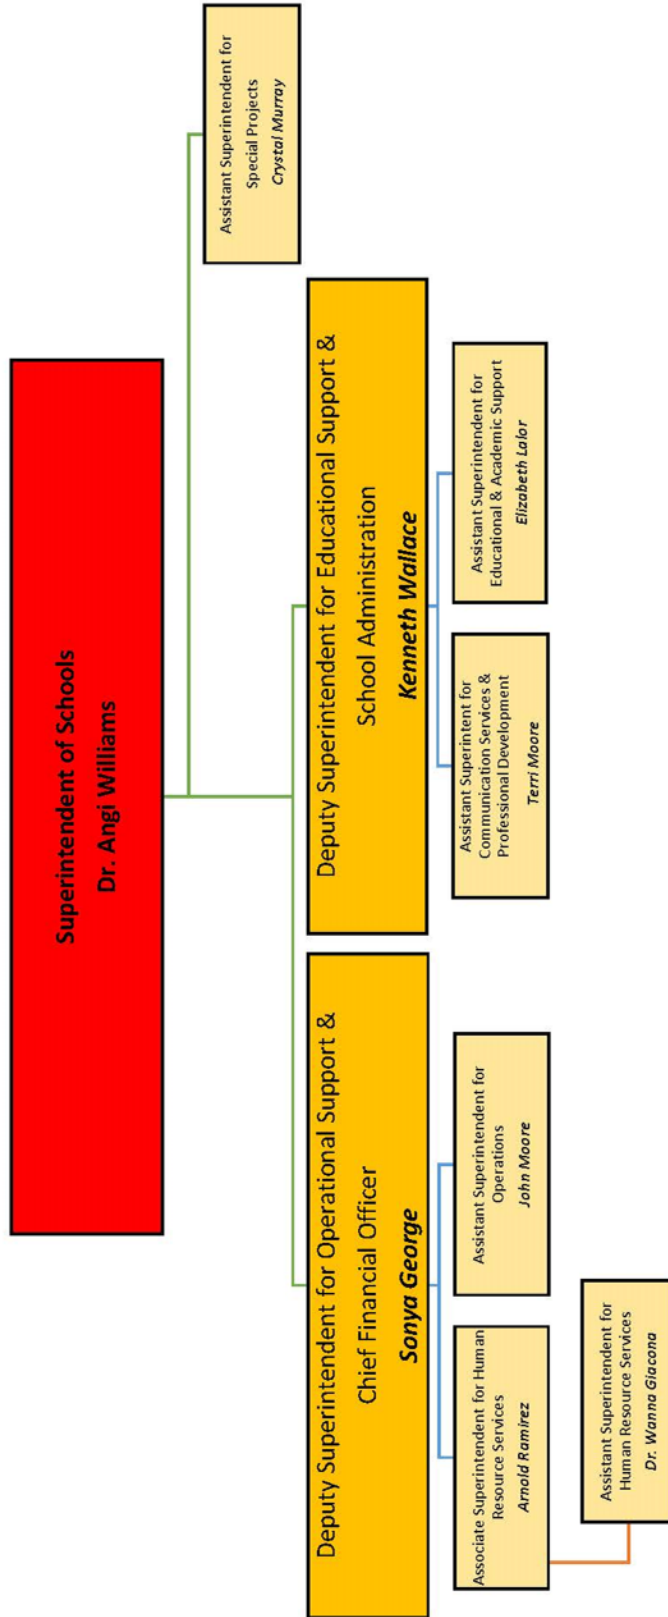 Superintendent of Schools
Dr. Angi Williams
Assistant Superintendent for
Special Projects
Crystal Murray
Deputy Superintendent for Operational Support &
Chief Financial Officer
Sonya George
Deputy Superintendent for Educational Support &
School Administration
Kenneth Wallace
Associate Superintendent for Human
Resource Services
Arnold Ramirez
Assistant Superintendent for
Operations
John Moore
Assistant Superintent for
Communication Services &
Professional Development
Terri Moore
Assistant Superintendent for
Educational & Academic Support
Elizabeth Lalor
Assistant Superintendent for
Human Resource Services
Dr. Wanna Giacona